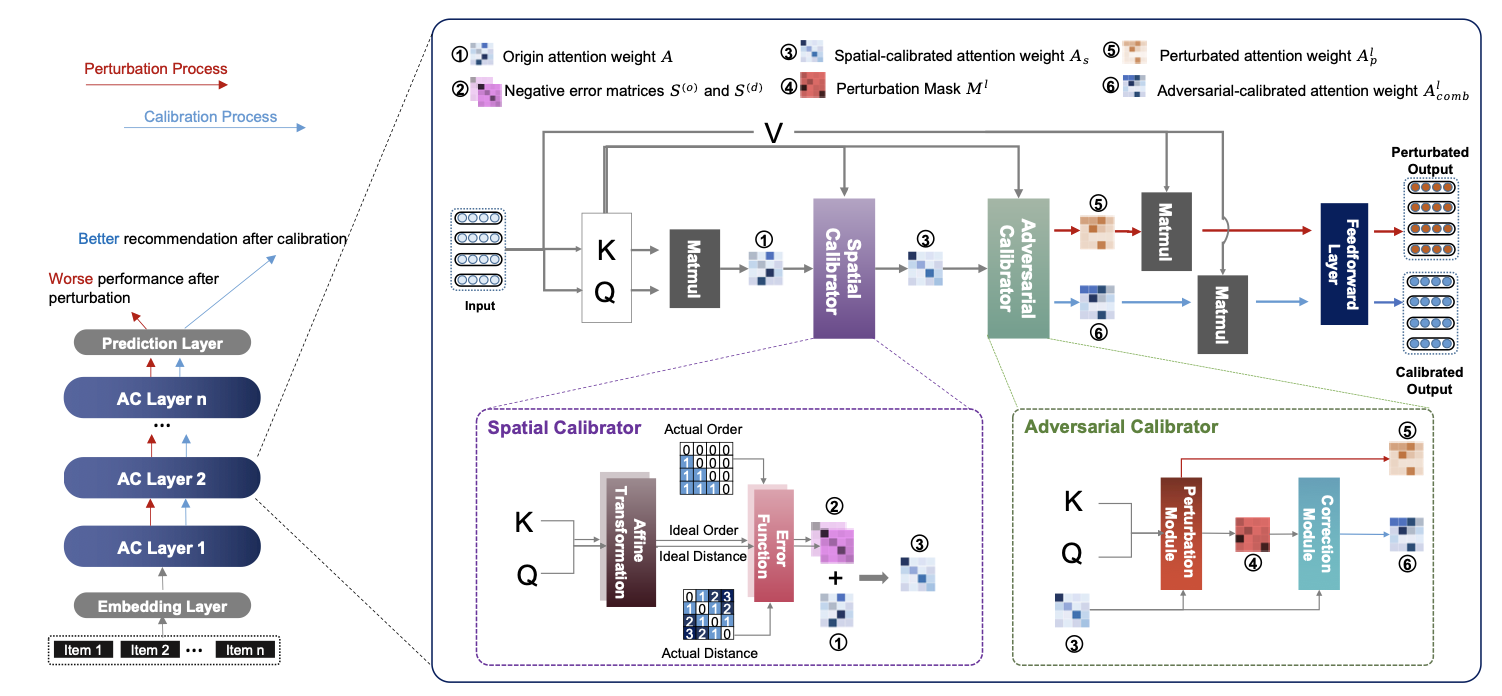 Perturbation Process
Calibration Process
Better recommendation after calibration
Worse performance after
perturbation
Prediction Layer
AC Layer n
...
AC Layer 2
AC Layer 1
Embedding Layer
Item 1 Item 2 ... Item n
① Origin attention weight A
② Negative error matrices S^(o) and S^(d)
③ Spatial-calibrated attention weight A_s
④ Perturbation Mask M^l
⑤ Perturbated attention weight A_p^l
⑥ Adversarial-calibrated attention weight A_comb^l
V
Input
K
Q
Matmul
①
Spatial
Calibrator
③
Adversarial
Calibrator
⑤
⑥
Matmul
Matmul
Feedforward
Layer
Perturbated
Output
Calibrated
Output
Spatial Calibrator
K
Q
Affine
Transformation
Actual Order
0 0 0 0
1 0 0 0
1 1 0 0
1 1 1 0
Ideal Order
Ideal Distance
0 1 2 3
1 0 1 2
2 1 0 1
3 2 1 0
Actual Distance
Error
Function
②
+
①
③
Adversarial Calibrator
K
Q
③
Perturbation
Module
④
Correction
Module
⑤
⑥